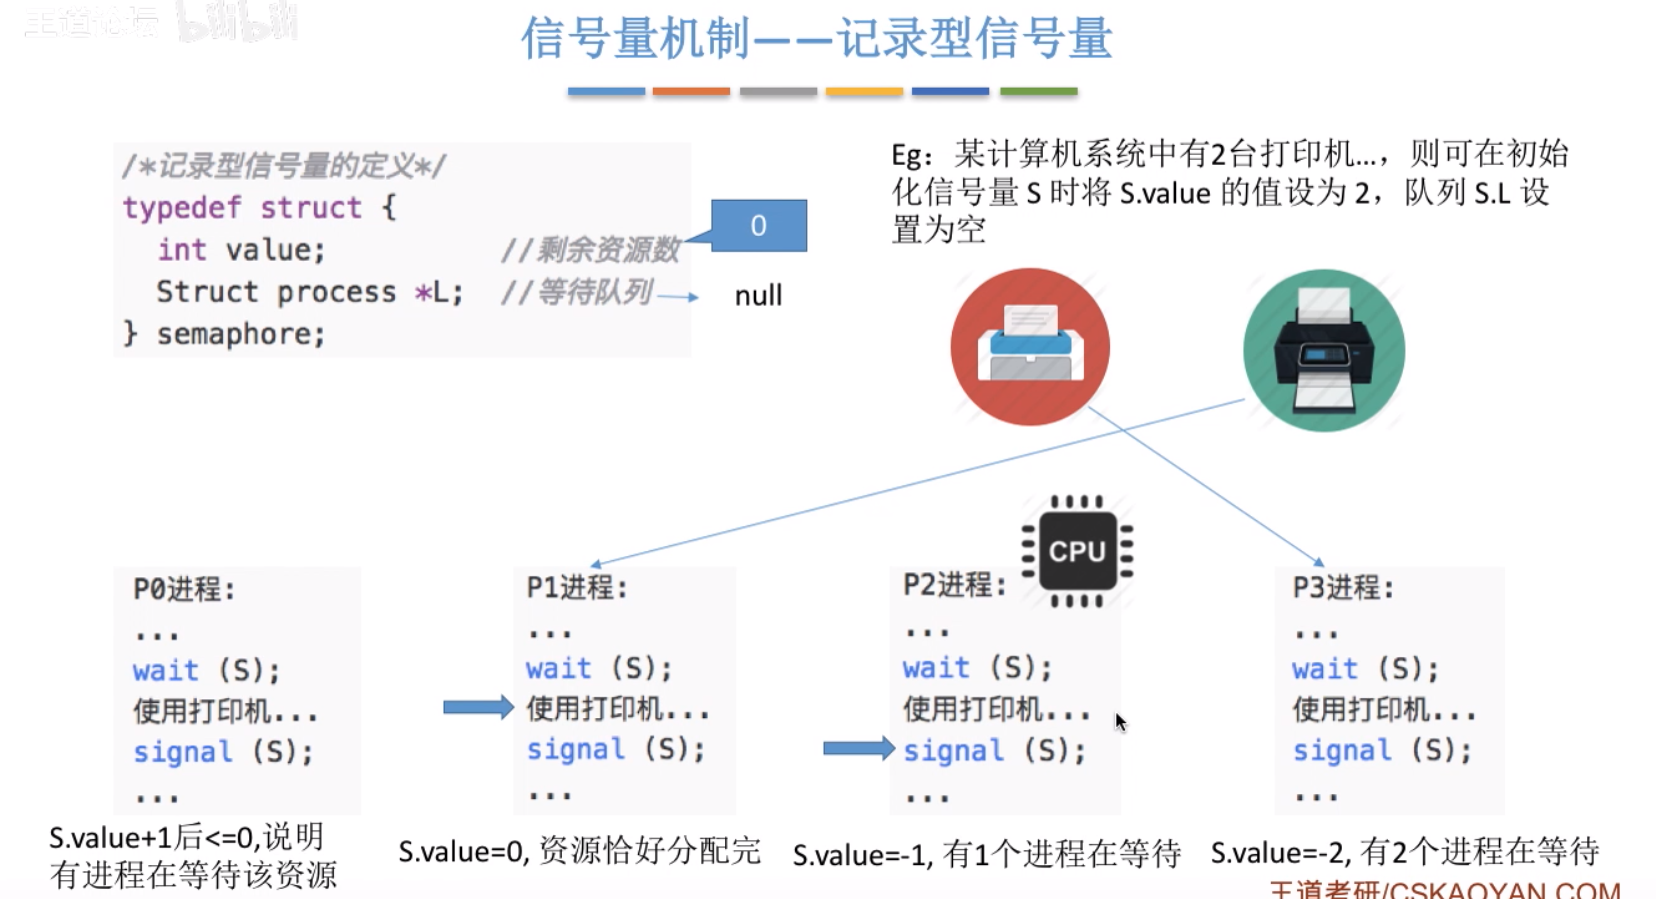 王道论坛 bilibili
信号量机制——记录型信号量
/*记录型信号量的定义*/
typedef struct {
int value; //剩余资源数
Struct process *L; //等待队列
} semaphore;
0
null
Eg：某计算机系统中有2台打印机...，则可在初始
化信号量 S 时将 S.value 的值设为 2，队列 S.L 设
置为空
CPU
P0进程:
...
wait (S);
使用打印机...
signal (S);
...
S.value+1后<=0,说明
有进程在等待该资源
P1进程:
...
wait (S);
使用打印机...
signal (S);
...
S.value=0, 资源恰好分配完
P2进程:
...
wait (S);
使用打印机...
signal (S);
...
S.value=-1, 有1个进程在等待
P3进程:
...
wait (S);
使用打印机...
signal (S);
...
S.value=-2, 有2个进程在等待
王道考研/CSKAOYAN.COM